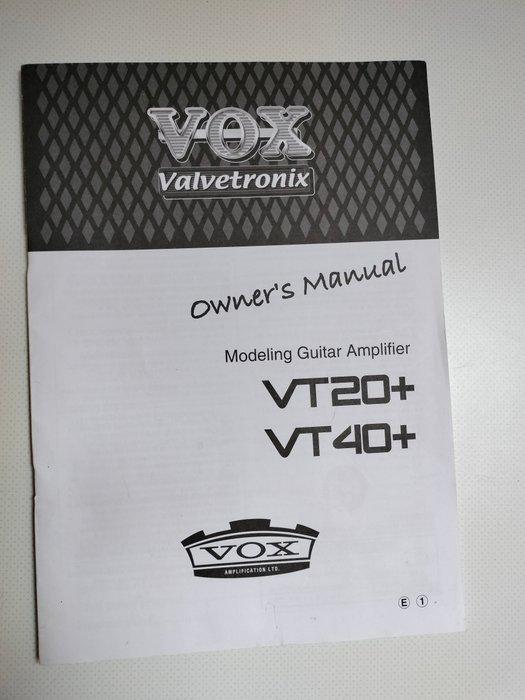 VOX
Valvetronix
Owner's Manual
Modeling Guitar Amplifier
VT20+
VT40+
VOX
AMPLIFICATION LTD.
E 1